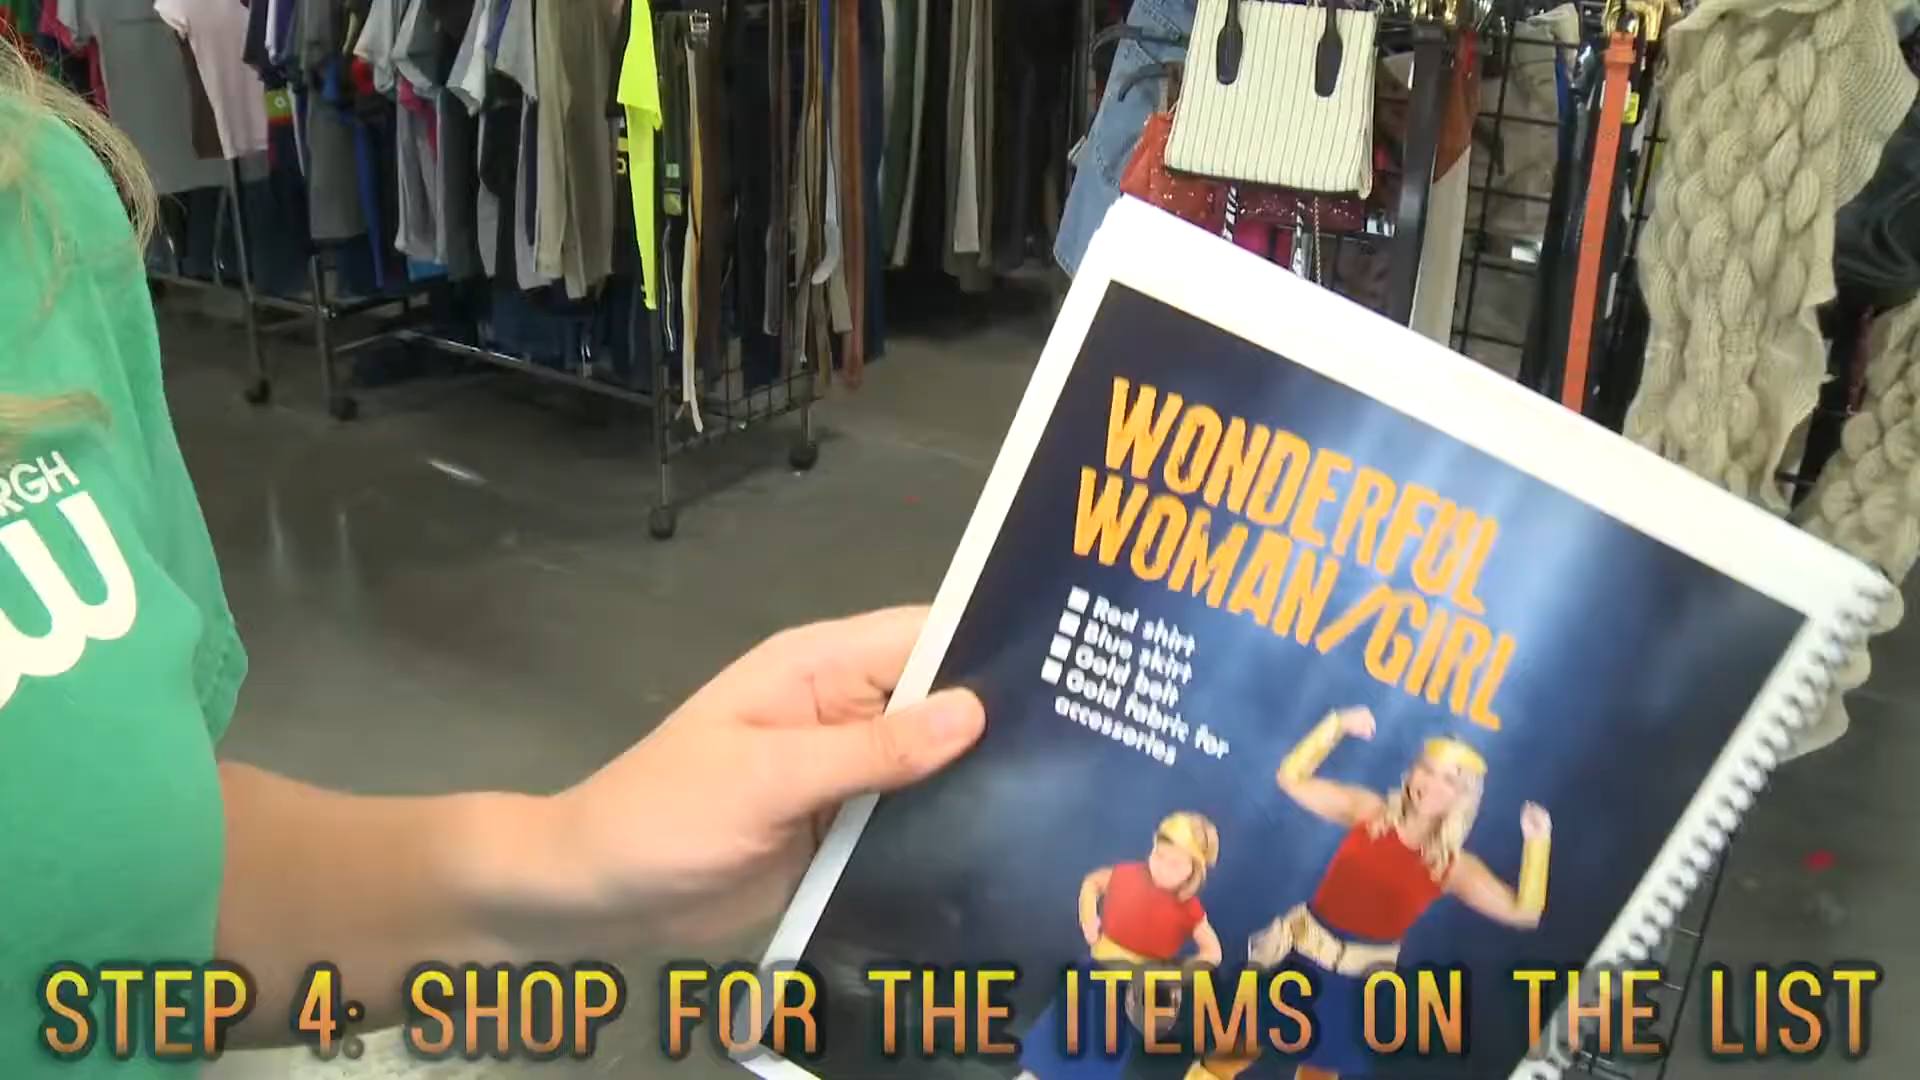 WONDERFUL
WOMAN/GIRL
Red shirt
Blue skirt
Gold belt
Gold fabric for
accessories
RGH
STEP 4: SHOP FOR THE ITEMS ON THE LIST